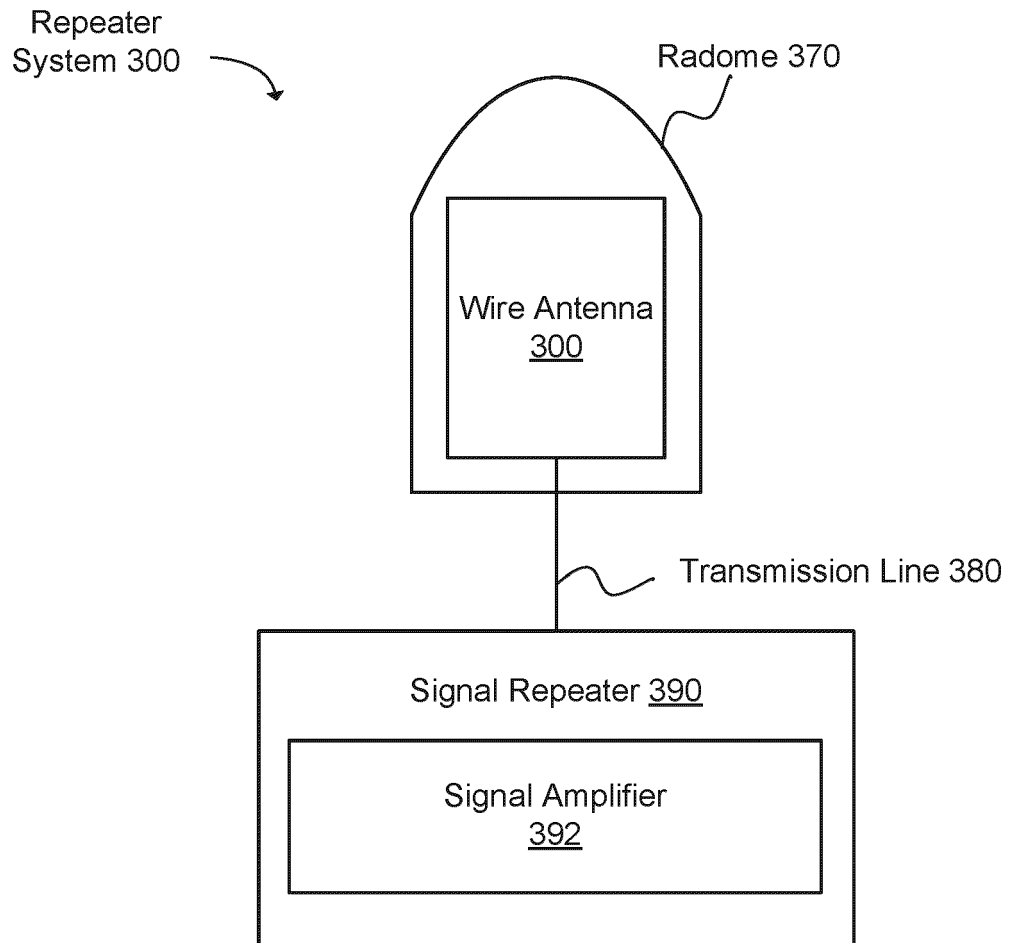 Repeater
System 300
Radome 370
Wire Antenna
300
Transmission Line 380
Signal Repeater 390
Signal Amplifier
392